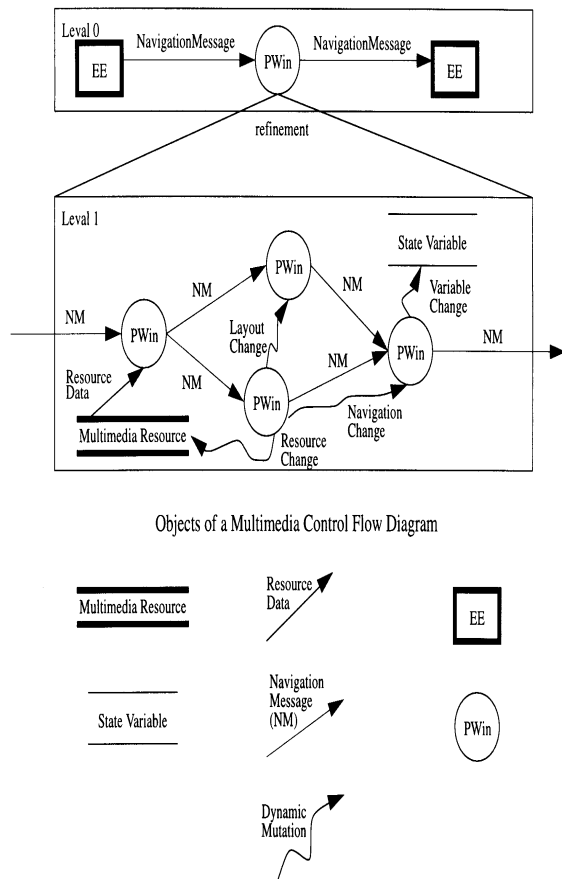 Leval 0
NavigationMessage
NavigationMessage
EE
PWin
EE
refinement
Leval 1
State Variable
PWin
NM
NM
Variable
Change
NM
Layout
Change
NM
PWin
PWin
NM
NM
Resource
Data
PWin
Navigation
Change
Multimedia Resource
Resource
Change
Objects of a Multimedia Control Flow Diagram
Multimedia Resource
Resource
Data
EE
State Variable
Navigation
Message
(NM)
PWin
Dynamic
Mutation